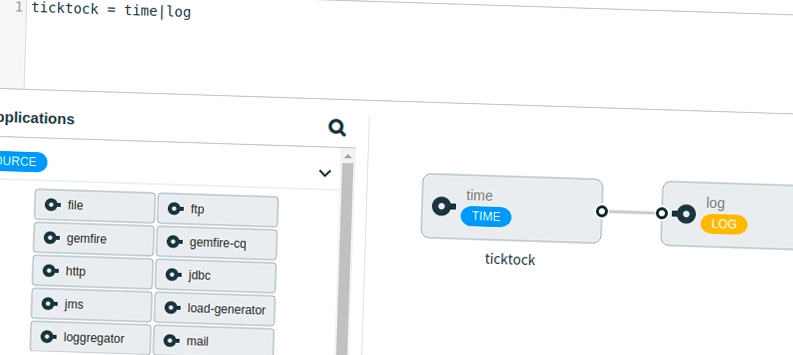 1 ticktock = time|log
pplications
OURCE
file
ftp
gemfire
gemfire-cq
http
jdbc
jms
load-generator
loggregator
mail
time
TIME
ticktock
log
LOG